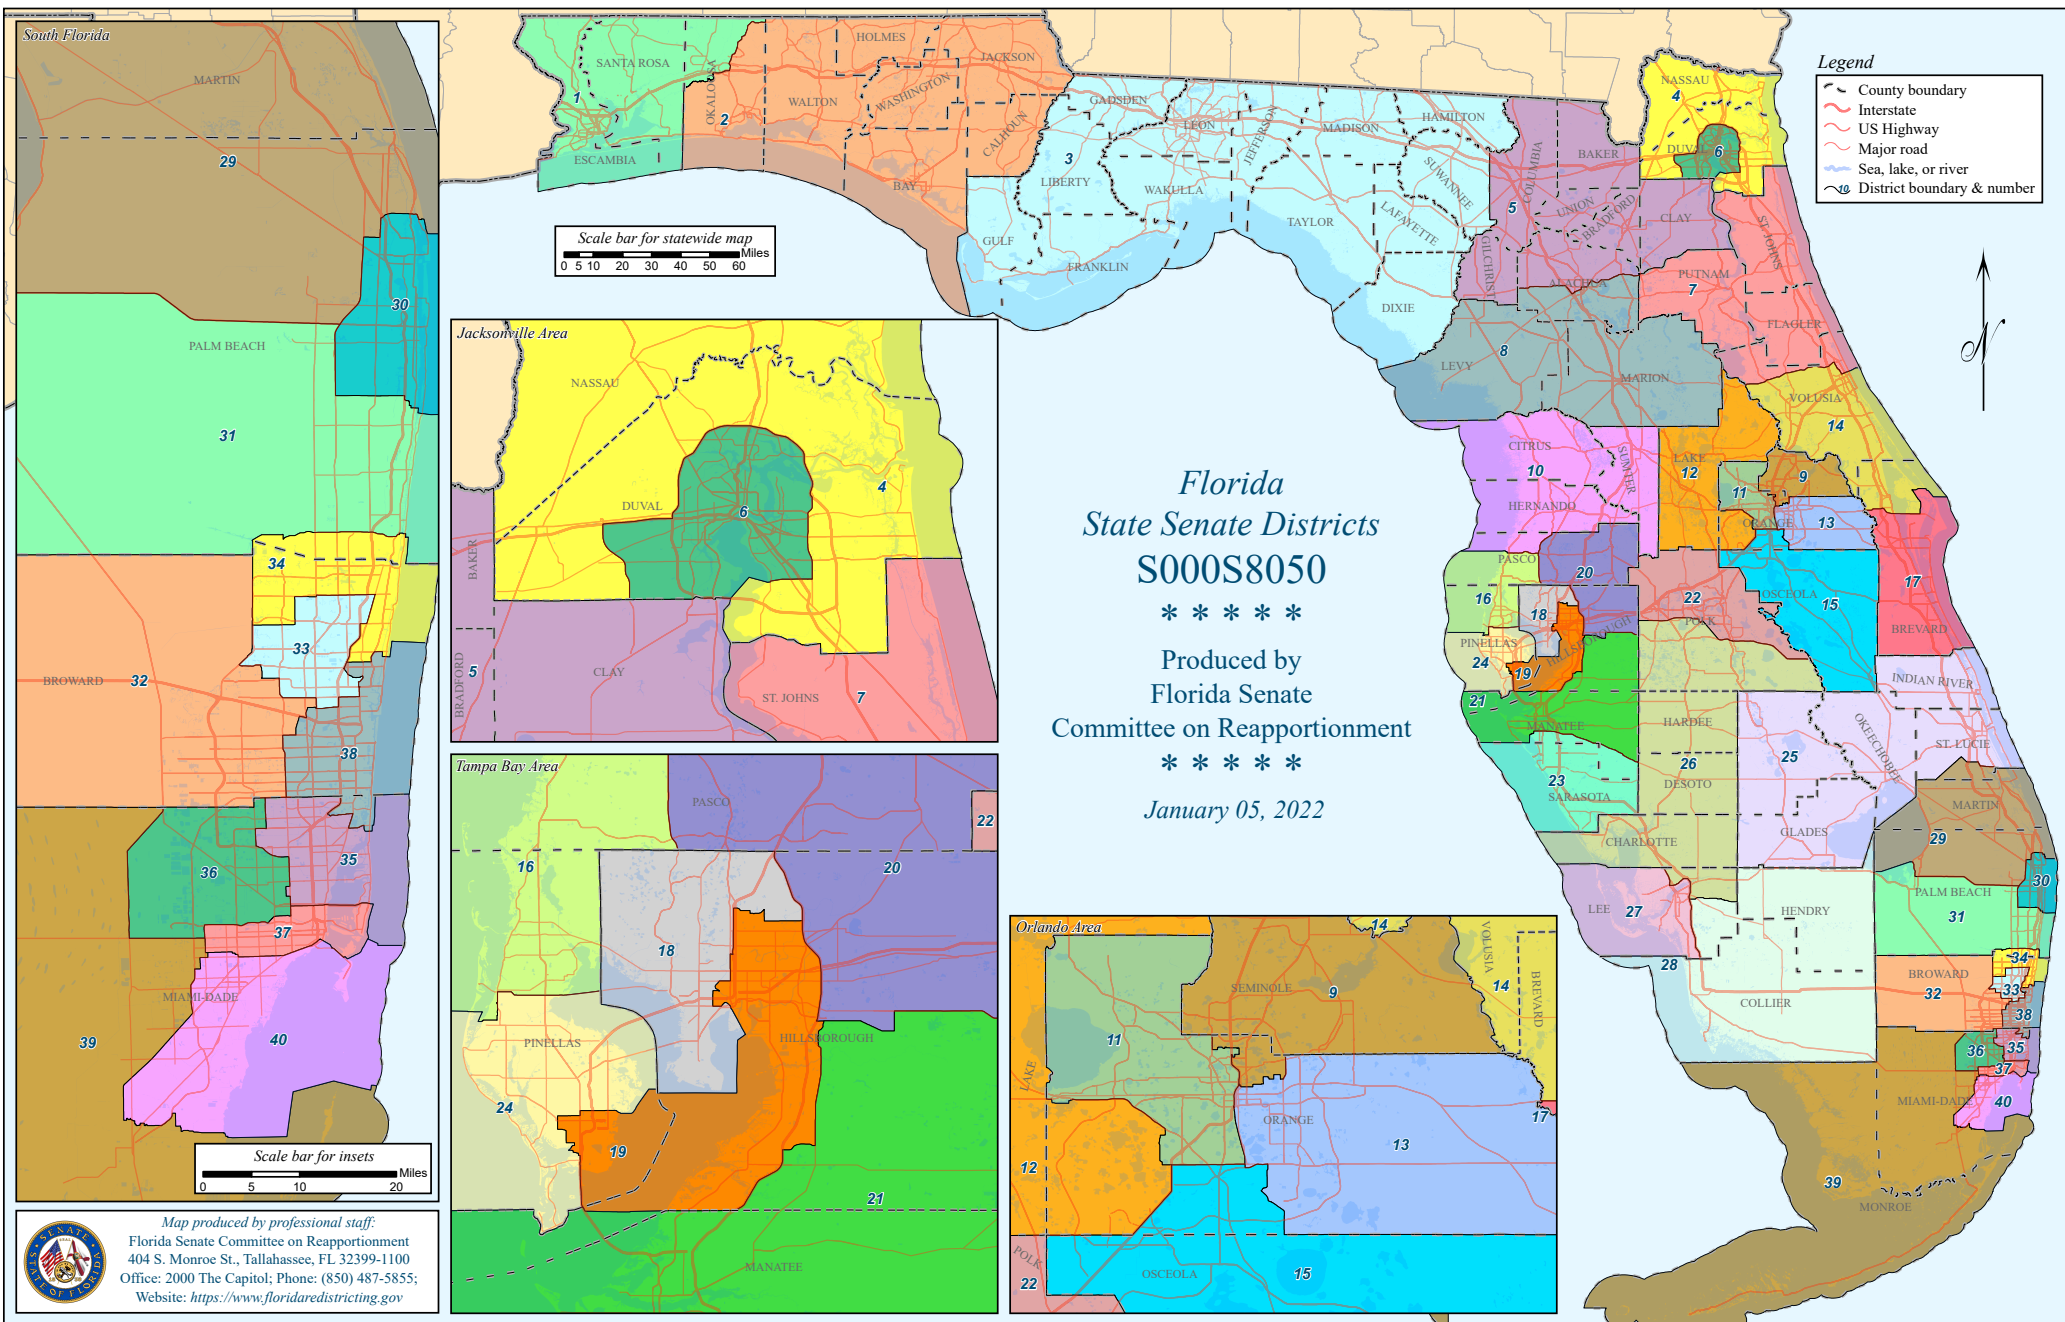 South Florida
MARTIN
29
30
PALM BEACH
31
34
33
BROWARD
32
38
35
36
37
MIAMI-DADE
39
40
Scale bar for insets
Miles
0 5 10 20
Map produced by professional staff:
Florida Senate Committee on Reapportionment
404 S. Monroe St., Tallahassee, FL 32399-1100
Office: 2000 The Capitol; Phone: (850) 487-5855;
Website: https://www.floridaredistricting.gov
Scale bar for statewide map
Miles
0 5 10 20 30 40 50 60
Jacksonville Area
NASSAU
4
DUVAL
6
BAKER
BRADFORD
5
CLAY
ST. JOHNS
7
Tampa Bay Area
PASCO
22
16
20
18
PINELLAS
HILLSBOROUGH
24
19
21
MANATEE
Florida
State Senate Districts
S000S8050
* * * * *
Produced by
Florida Senate
Committee on Reapportionment
* * * * *
January 05, 2022
Orlando Area
14
VOLUSIA
SEMINOLE
9
14
BREVARD
11
LAKE
ORANGE
17
13
12
POLK
22
OSCEOLA
15
Legend
County boundary
Interstate
US Highway
Major road
Sea, lake, or river
10 District boundary & number
N
SANTA ROSA
1
ESCAMBIA
OKALOOSA
2
WALTON
HOLMES
WASHINGTON
JACKSON
CALHOUN
BAY
GULF
3
LIBERTY
GADSDEN
LEON
WAKULLA
FRANKLIN
JEFFERSON
MADISON
TAYLOR
HAMILTON
SUWANNEE
LAFAYETTE
DIXIE
COLUMBIA
BAKER
5
UNION
BRADFORD
GILCHRIST
ALACHUA
CLAY
NASSAU
4
DUVAL
6
ST. JOHNS
PUTNAM
7
FLAGLER
LEVY
8
MARION
VOLUSIA
14
CITRUS
10
SUMTER
HERNANDO
LAKE
12
11
9
ORANGE
13
PASCO
20
16
18
PINELLAS
24
19
HILLSBOROUGH
22
POLK
OSCEOLA
15
17
BREVARD
21
MANATEE
HARDEE
INDIAN RIVER
OKEECHOBEE
ST. LUCIE
23
SARASOTA
26
DESOTO
25
CHARLOTTE
GLADES
MARTIN
29
30
LEE
27
HENDRY
PALM BEACH
31
28
COLLIER
BROWARD
32
34
33
38
36
35
37
MIAMI-DADE
40
39
MONROE
SENATE
STATE OF FLORIDA